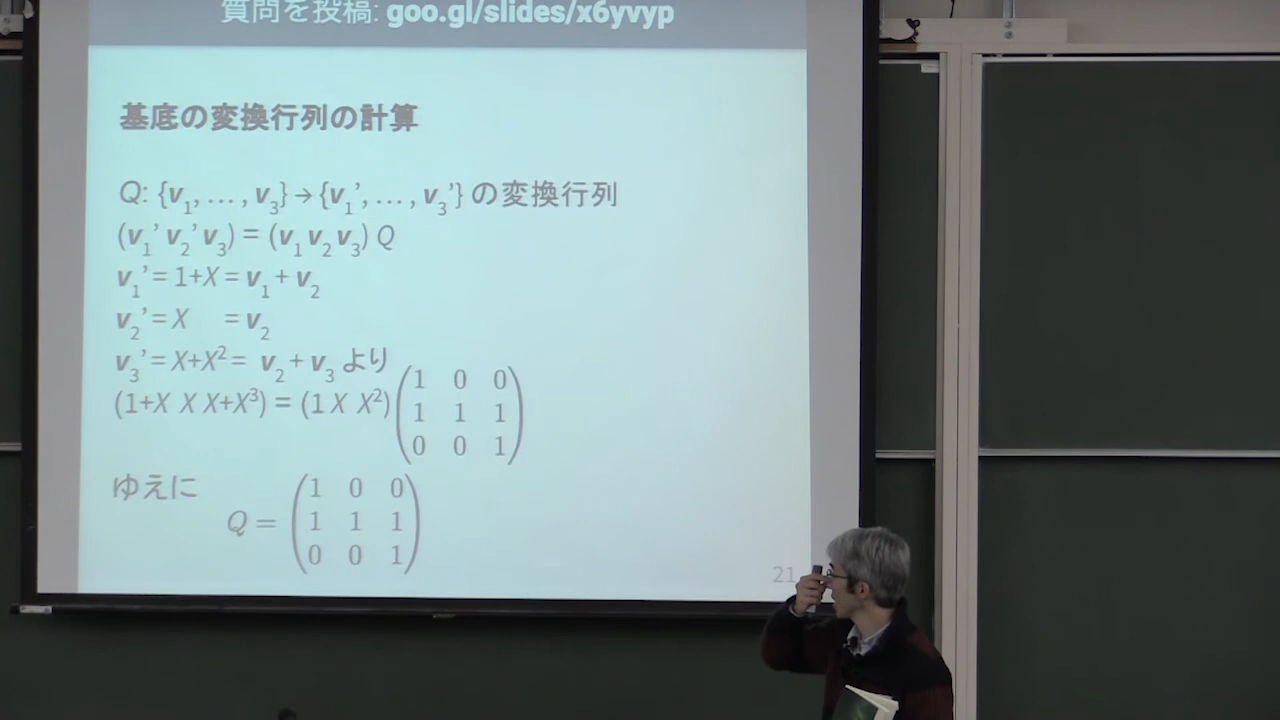 質問を投稿: goo.gl/slides/x6yvyp
基底の変換行列の計算
Q: {v₁, … , v₃} → {v₁’, … , v₃’} の変換行列
(v₁’ v₂’ v₃) = (v₁ v₂ v₃) Q
v₁’ = 1+X = v₁ + v₂
v₂’ = X = v₂
v₃’ = X+X² = v₂ + v₃ より
(1+X X X+X³) = (1 X X²)
1 0 0
1 1 1
0 0 1
ゆえに
Q =
1 0 0
1 1 1
0 0 1
21